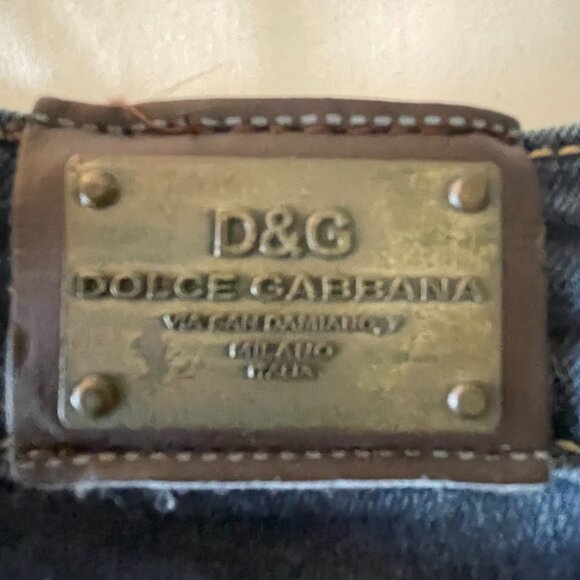 D&G
DOLCE GABBANA
VIA SAN DAMIANO, 7
MILANO
ITALIA